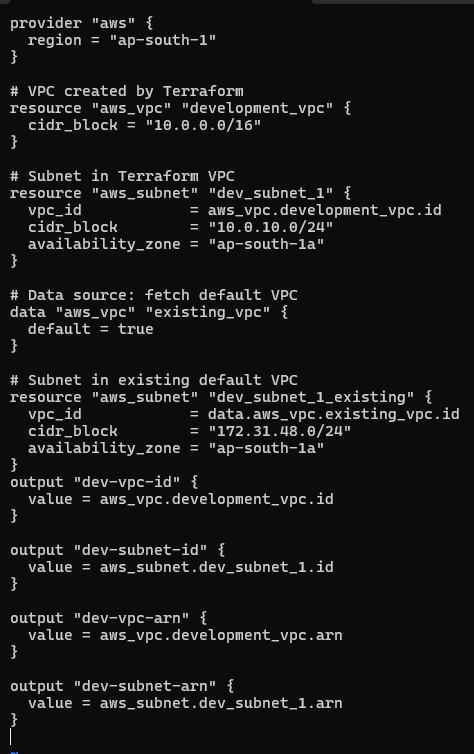 provider "aws" {
  region = "ap-south-1"
}

# VPC created by Terraform
resource "aws_vpc" "development_vpc" {
  cidr_block = "10.0.0.0/16"
}

# Subnet in Terraform VPC
resource "aws_subnet" "dev_subnet_1" {
  vpc_id            = aws_vpc.development_vpc.id
  cidr_block        = "10.0.10.0/24"
  availability_zone = "ap-south-1a"
}

# Data source: fetch default VPC
data "aws_vpc" "existing_vpc" {
  default = true
}

# Subnet in existing default VPC
resource "aws_subnet" "dev_subnet_1_existing" {
  vpc_id            = data.aws_vpc.existing_vpc.id
  cidr_block        = "172.31.48.0/24"
  availability_zone = "ap-south-1a"
}
output "dev-vpc-id" {
  value = aws_vpc.development_vpc.id
}

output "dev-subnet-id" {
  value = aws_subnet.dev_subnet_1.id
}

output "dev-vpc-arn" {
  value = aws_vpc.development_vpc.arn
}

output "dev-subnet-arn" {
  value = aws_subnet.dev_subnet_1.arn
}
~